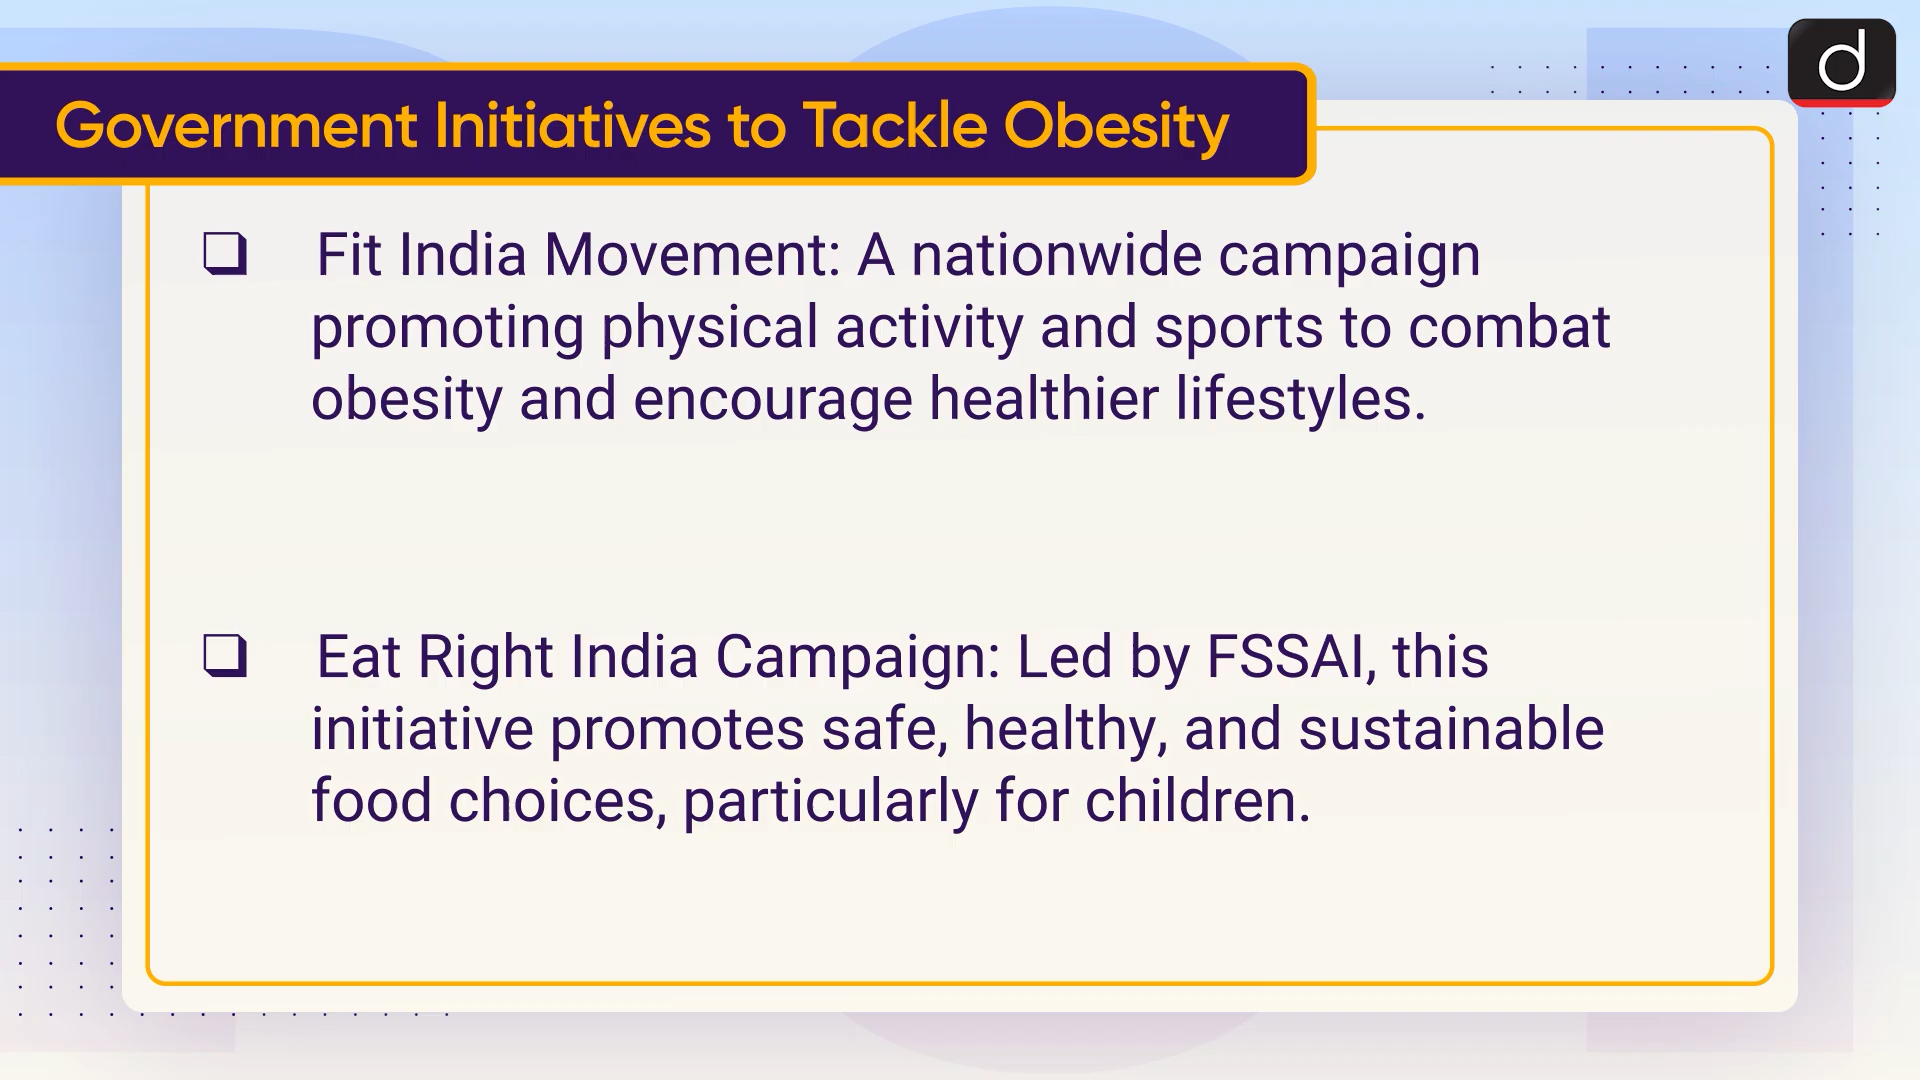 Government Initiatives to Tackle Obesity
d
❑ Fit India Movement: A nationwide campaign
promoting physical activity and sports to combat
obesity and encourage healthier lifestyles.
❑ Eat Right India Campaign: Led by FSSAI, this
initiative promotes safe, healthy, and sustainable
food choices, particularly for children.